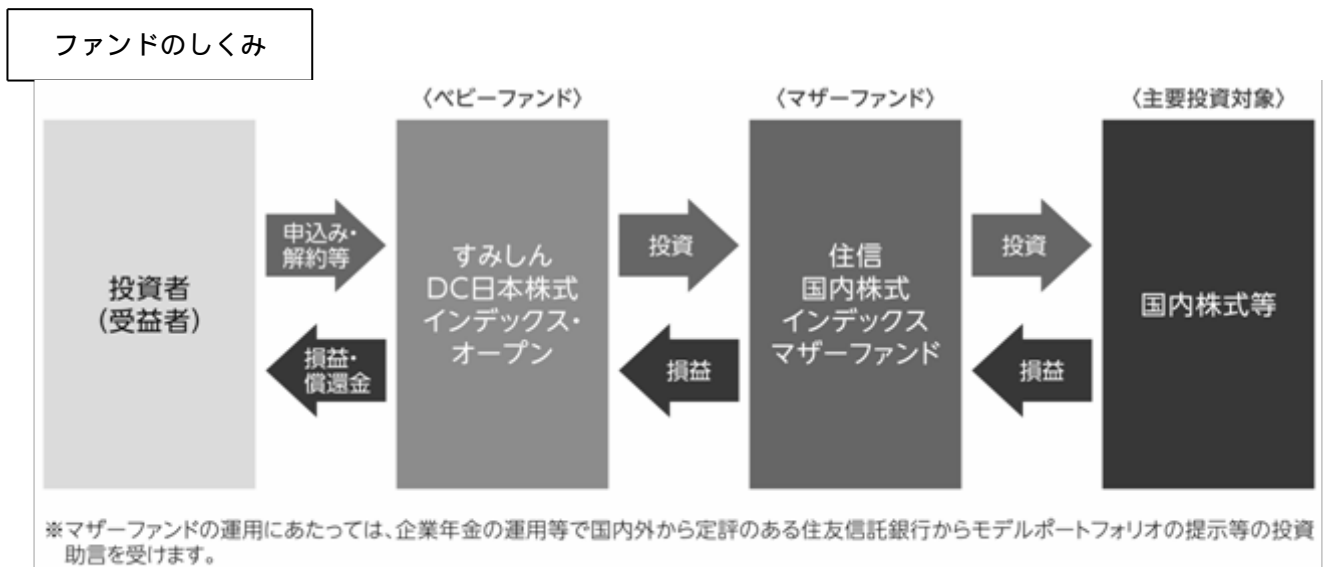 ファンドのしくみ
〈ベビーファンド〉
〈マザーファンド〉
〈主要投資対象〉
投資者
(受益者)
申込み・
解約等
損益・
償還金
すみしん
DC日本株式
インデックス・
オープン
投資
損益
住信
国内株式
インデックス
マザーファンド
投資
損益
国内株式等
※マザーファンドの運用にあたっては、企業年金の運用等で国内外から定評のある住友信託銀行からモデルポートフォリオの提示等の投資
助言を受けます。